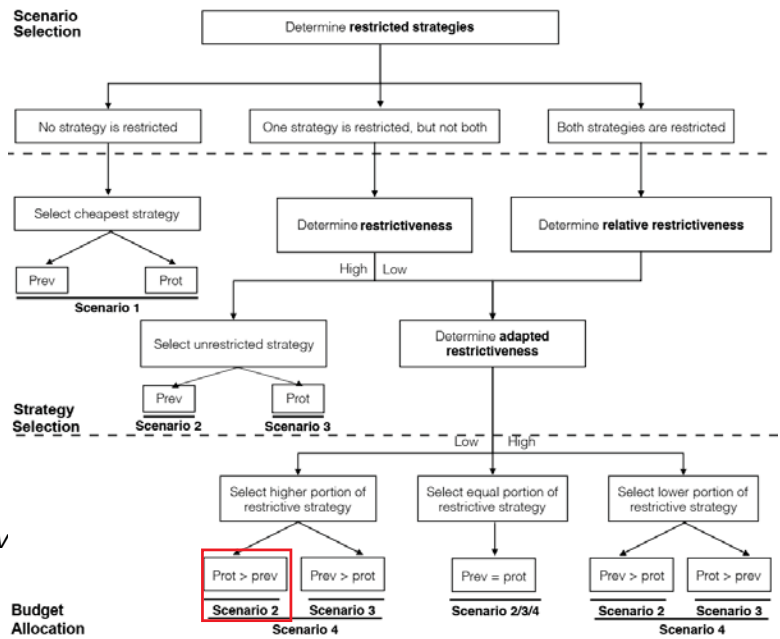 Scenario
Selection
Determine restricted strategies
No strategy is restricted
One strategy is restricted, but not both
Both strategies are restricted
Select cheapest strategy
Determine restrictiveness
Determine relative restrictiveness
Prev
Prot
Scenario 1
High
Low
Select unrestricted strategy
Determine adapted
restrictiveness
Prev
Prot
Scenario 2
Scenario 3
Strategy
Selection
Low
High
Select higher portion of
restrictive strategy
Select equal portion of
restrictive strategy
Select lower portion of
restrictive strategy
v
Prot > prev
Prev > prot
Prev = prot
Prev > prot
Prot > prev
Scenario 2
Scenario 3
Scenario 2/3/4
Scenario 2
Scenario 3
Budget
Allocation
Scenario 4
Scenario 4